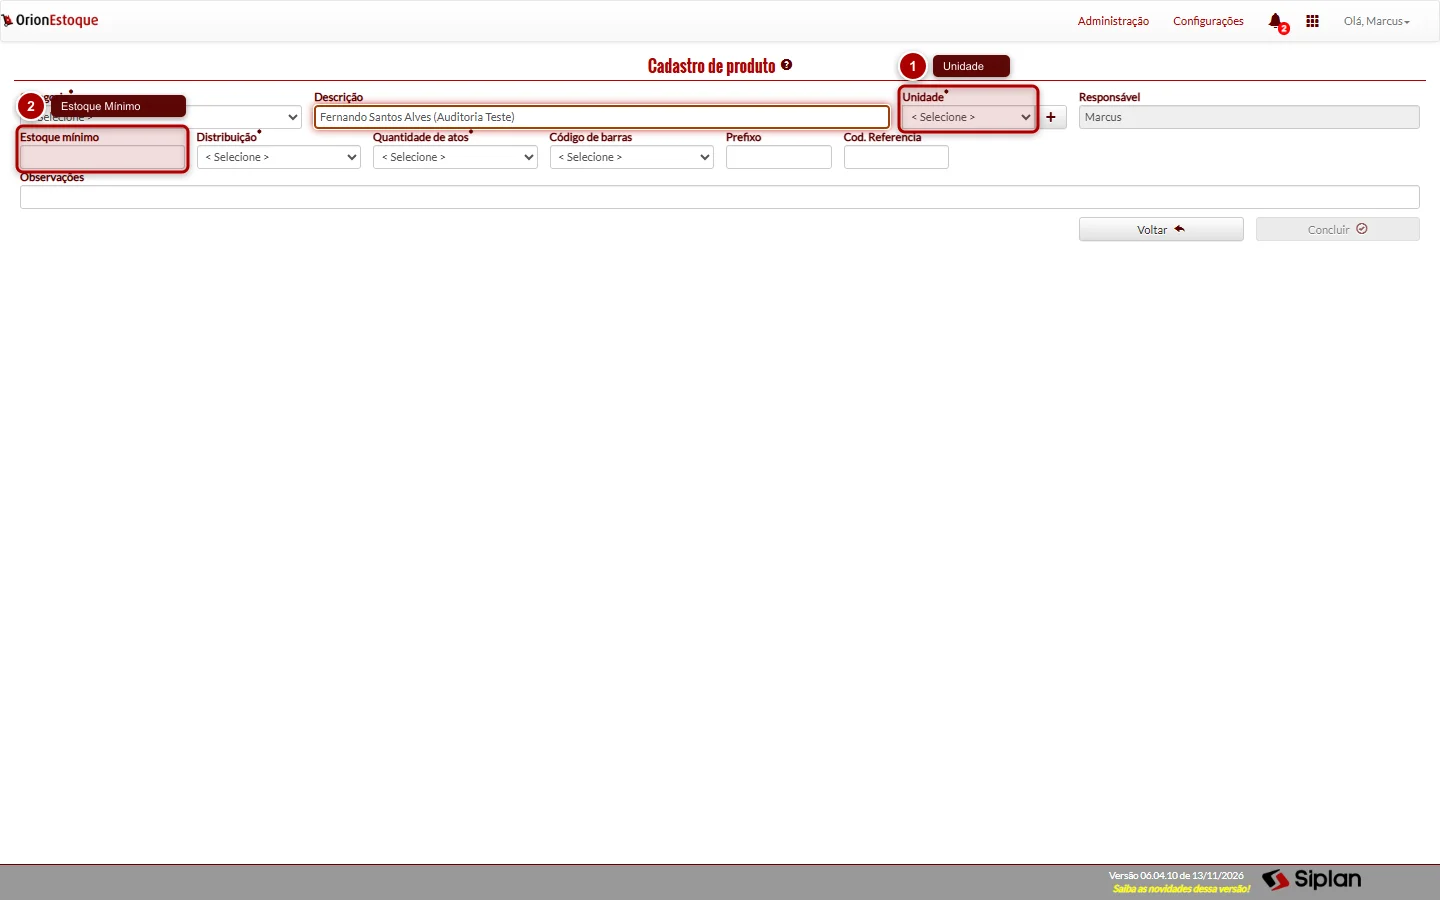 OrionEstoque
Administração
Configurações
2
Olá, Marcus
Cadastro de produto ?
1
Unidade
2
Estoque Mínimo
Descrição
Unidade*
Responsável
Fernando Santos Alves (Auditoria Teste)
< Selecione >
+
Marcus
Estoque mínimo
Distribuição*
Quantidade de atos*
Código de barras
Prefixo
Cod. Referencia
< Selecione >
< Selecione >
< Selecione >
Observações
Voltar
Concluir
Versão 06.04.10 de 13/11/2026
Saiba as novidades dessa versão!
Siplan